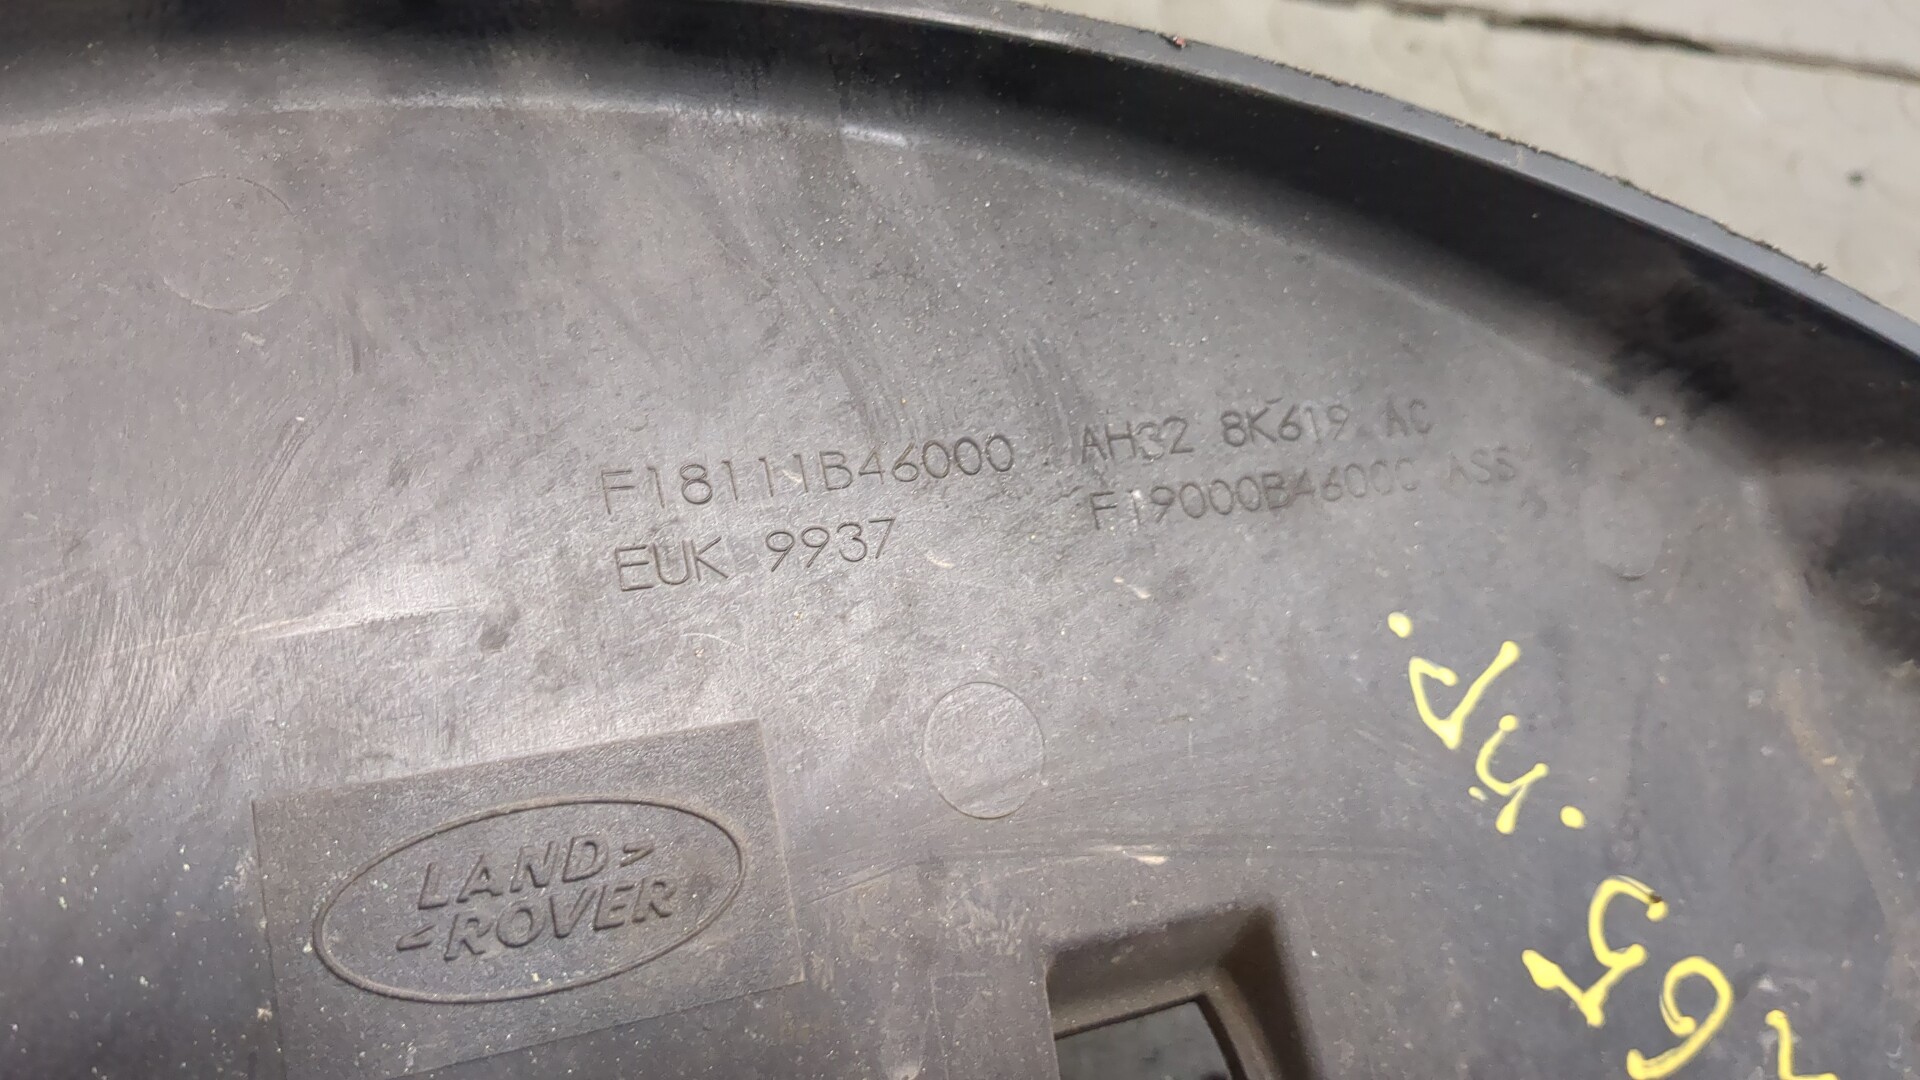 F18111B46000
EUK 9937
AH32 8K619 AC
F19000B46000 ASS
LAND
ROVER